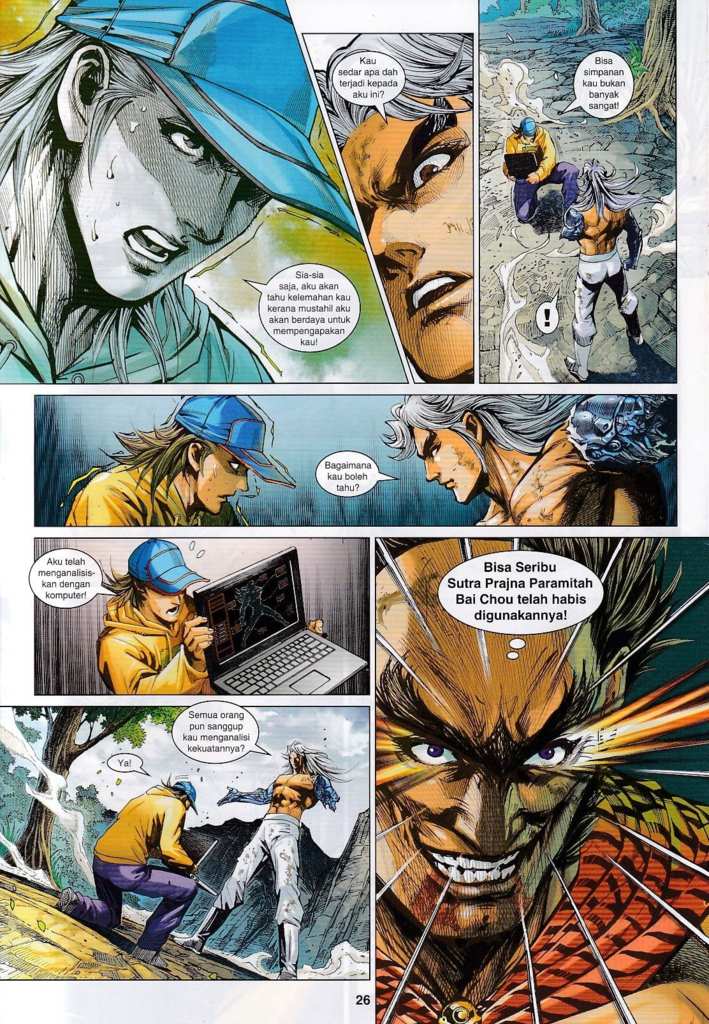 Kau
sedar apa dah
terjadi kepada
aku ini?
Bisa
simpanan
kau bukan
banyak
sangat!
Sia-sia
saja, aku akan
tahu kelemahan kau
kerana mustahil aku
akan berdaya untuk
mempengapakan
kau!
!
Bagaimana
kau boleh
tahu?
Aku telah
menganalisis-
kan dengan
komputer!
Bisa Seribu
Sutra Prajna Paramitah
Bai Chou telah habis
digunakannya!
Semua orang
pun sanggup
kau menganalisi
kekuatannya?
Ya!
26